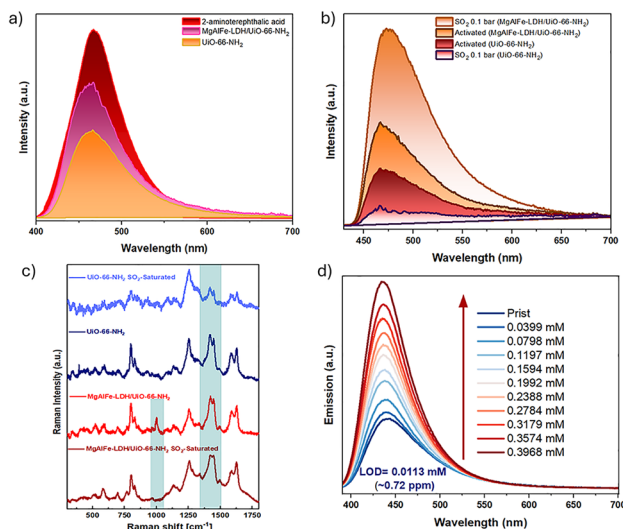 a)
2-aminoterephthalic acid
MgAlFe-LDH/UiO-66-NH₂
UiO-66-NH₂
Intensity (a.u.)
400 500 600 700
Wavelength (nm)
b)
SO₂ 0.1 bar (MgAlFe-LDH/UiO-66-NH₂)
Activated (MgAlFe-LDH/UiO-66-NH₂)
Activated (UiO-66-NH₂)
SO₂ 0.1 bar (UiO-66-NH₂)
Intensity (a.u.)
450 500 550 600 650 700
Wavelength (nm)
c)
UiO-66-NH₂ SO₂-Saturated
UiO-66-NH₂
MgAlFe-LDH/UiO-66-NH₂
MgAlFe-LDH/UiO-66-NH₂ SO₂-Saturated
Raman Intensity (a.u.)
500 750 1000 1250 1500 1750
Raman shift (cm⁻¹)
d)
Prist
0.0399 mM
0.0798 mM
0.1197 mM
0.1594 mM
0.1992 mM
0.2388 mM
0.2784 mM
0.3179 mM
0.3574 mM
0.3968 mM
LOD= 0.0113 mM
(~0.72 ppm)
Emission (a.u.)
400 450 500 550 600 650 700
Wavelength (nm)